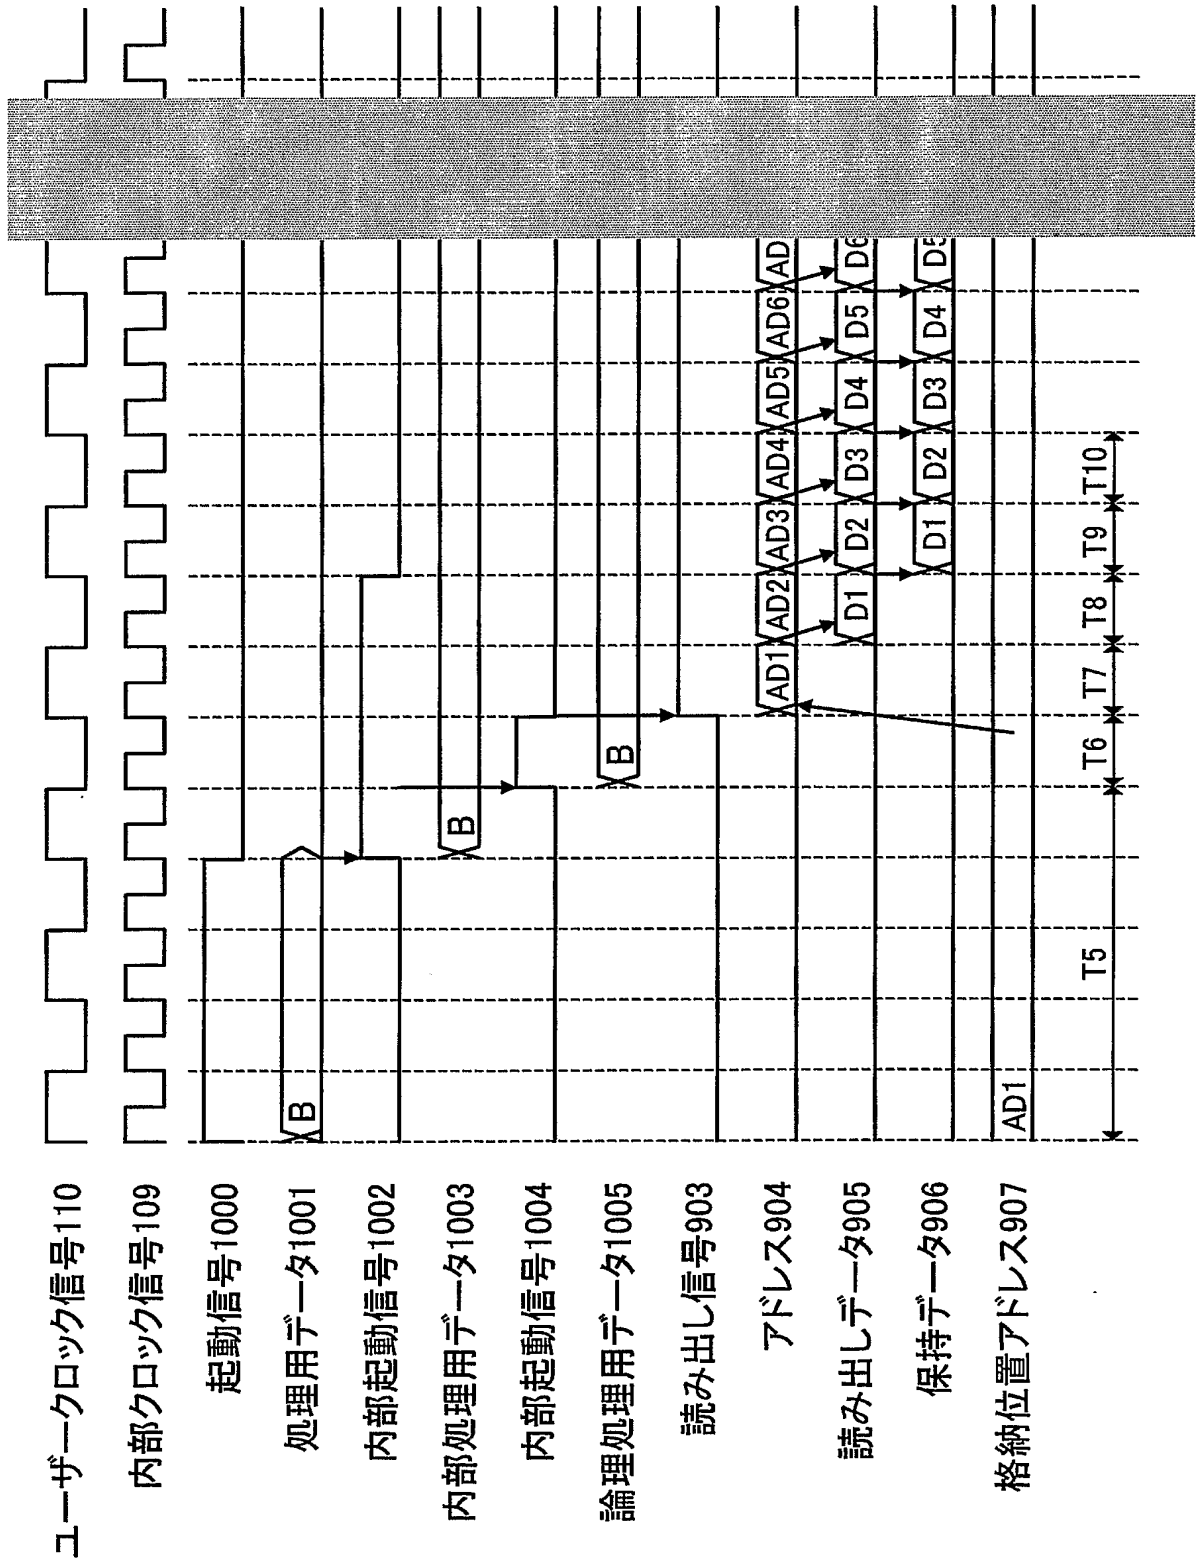 ユーザークロック信号110
内部クロック信号109
起動信号1000
処理用データ1001 B
内部起動信号1002
内部処理用データ1003 B
内部起動信号1004
論理処理用データ1005 B
読み出し信号903
アドレス904 AD1 AD2 AD3 AD4 AD5 AD6 AD
読み出しデータ905 D1 D2 D3 D4 D5 D6
保持データ906 D1 D2 D3 D4 D5
格納位置アドレス907 AD1
T5 T6 T7 T8 T9 T10